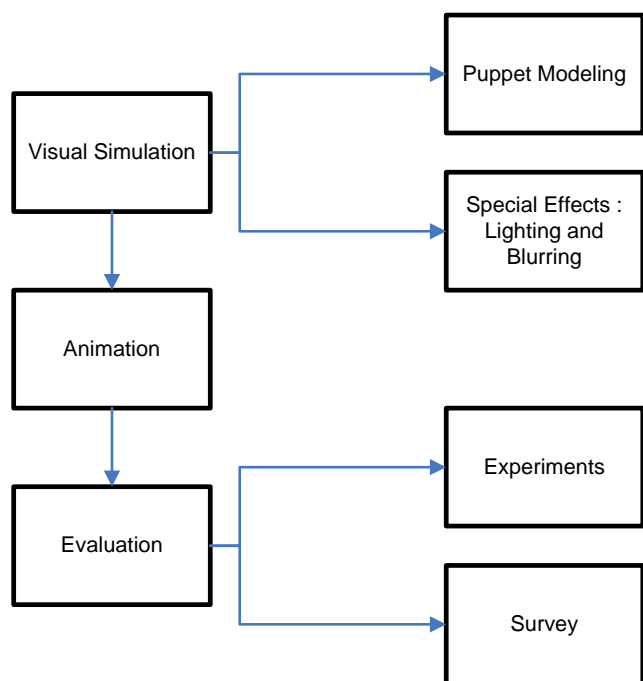 Puppet Modeling
Visual Simulation
Special Effects :
Lighting and
Blurring
Animation
Experiments
Evaluation
Survey